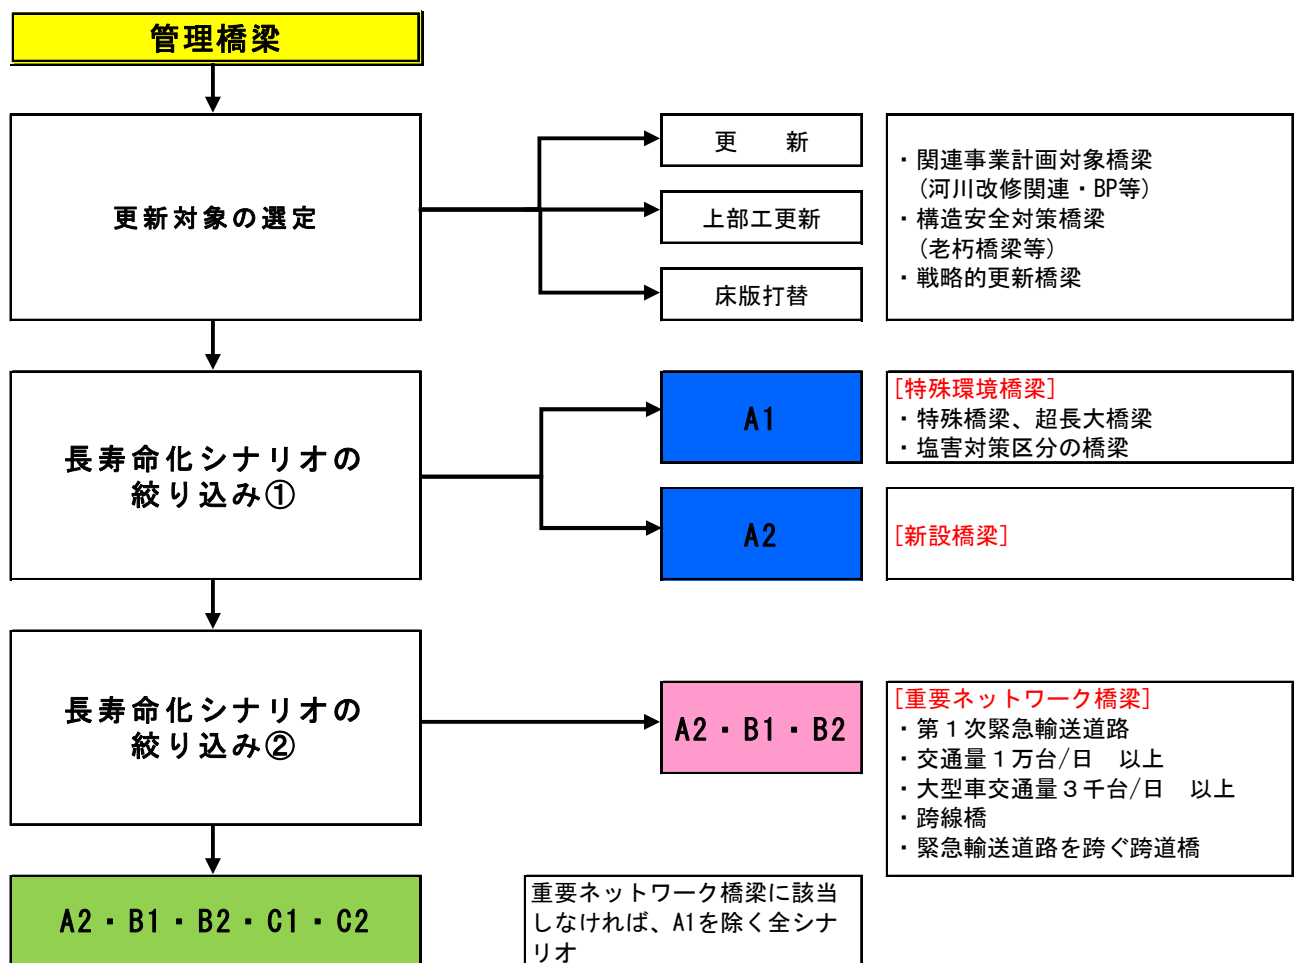 管理橋梁
更新対象の選定
更　　新
上部工更新
床版打替
・関連事業計画対象橋梁
（河川改修関連・BP等）
・構造安全対策橋梁
（老朽橋梁等）
・戦略的更新橋梁
長寿命化シナリオの
絞り込み①
A1
[特殊環境橋梁]
・特殊橋梁、超長大橋梁
・塩害対策区分の橋梁
A2
[新設橋梁]
長寿命化シナリオの
絞り込み②
A2・B1・B2
[重要ネットワーク橋梁]
・第１次緊急輸送道路
・交通量１万台/日　以上
・大型車交通量３千台/日　以上
・跨線橋
・緊急輸送道路を跨ぐ跨道橋
A2・B1・B2・C1・C2
重要ネットワーク橋梁に該当
しなければ、A1を除く全シナ
リオ